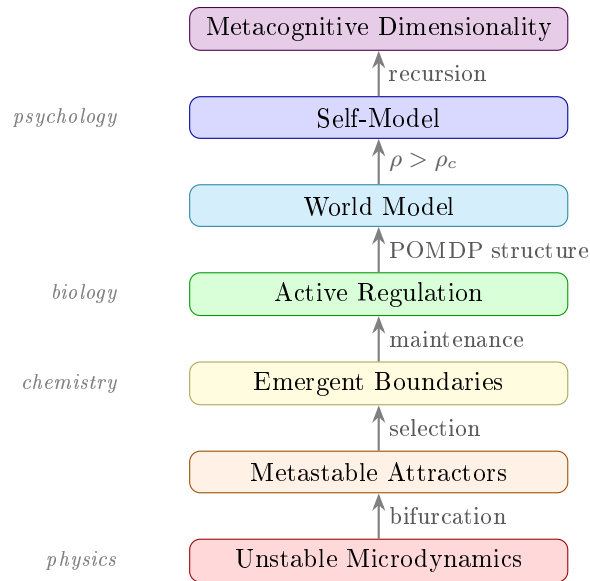 Metacognitive Dimensionality
recursion
psychology
Self-Model
ρ > ρc
World Model
POMDP structure
biology
Active Regulation
maintenance
chemistry
Emergent Boundaries
selection
Metastable Attractors
bifurcation
physics
Unstable Microdynamics